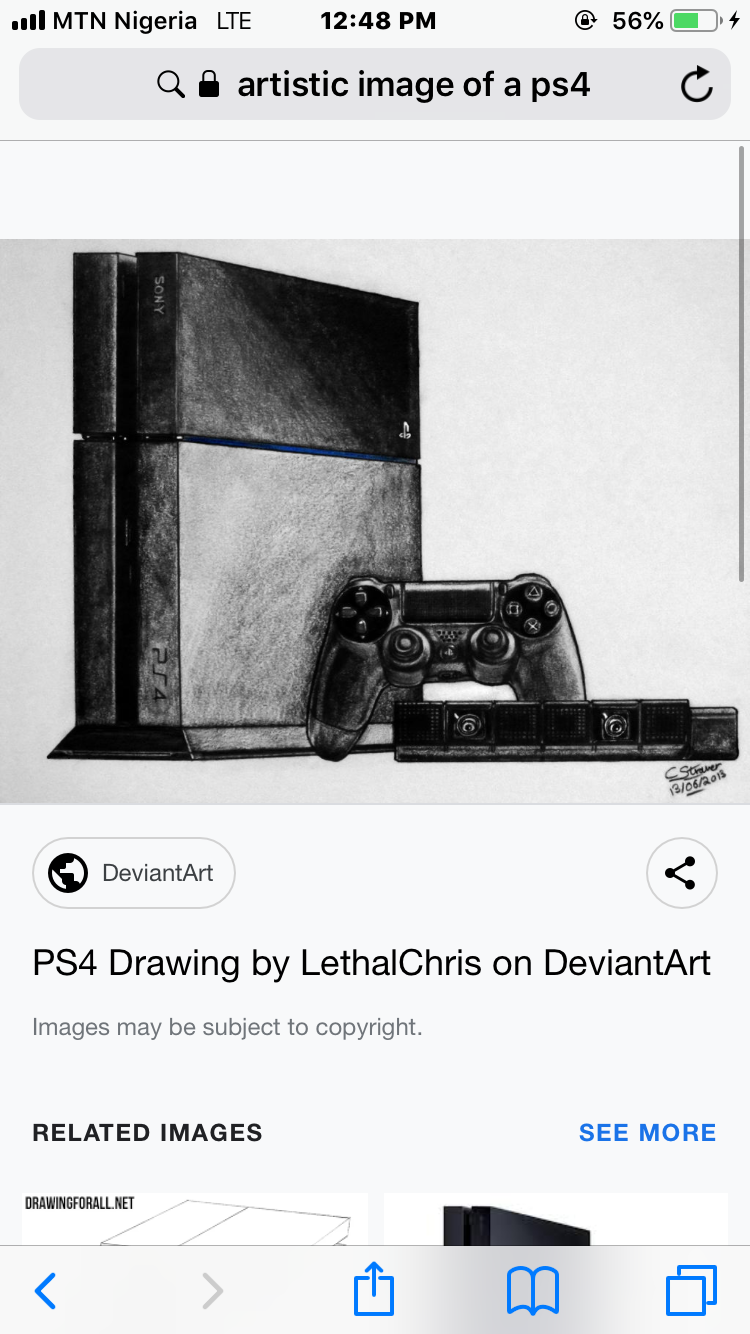 MTN Nigeria LTE 12:48 PM 56%
artistic image of a ps4
SONY
PS4
C Strauer
13/06/2013
DeviantArt
PS4 Drawing by LethalChris on DeviantArt
Images may be subject to copyright.
RELATED IMAGES SEE MORE
DRAWINGFORALL.NET